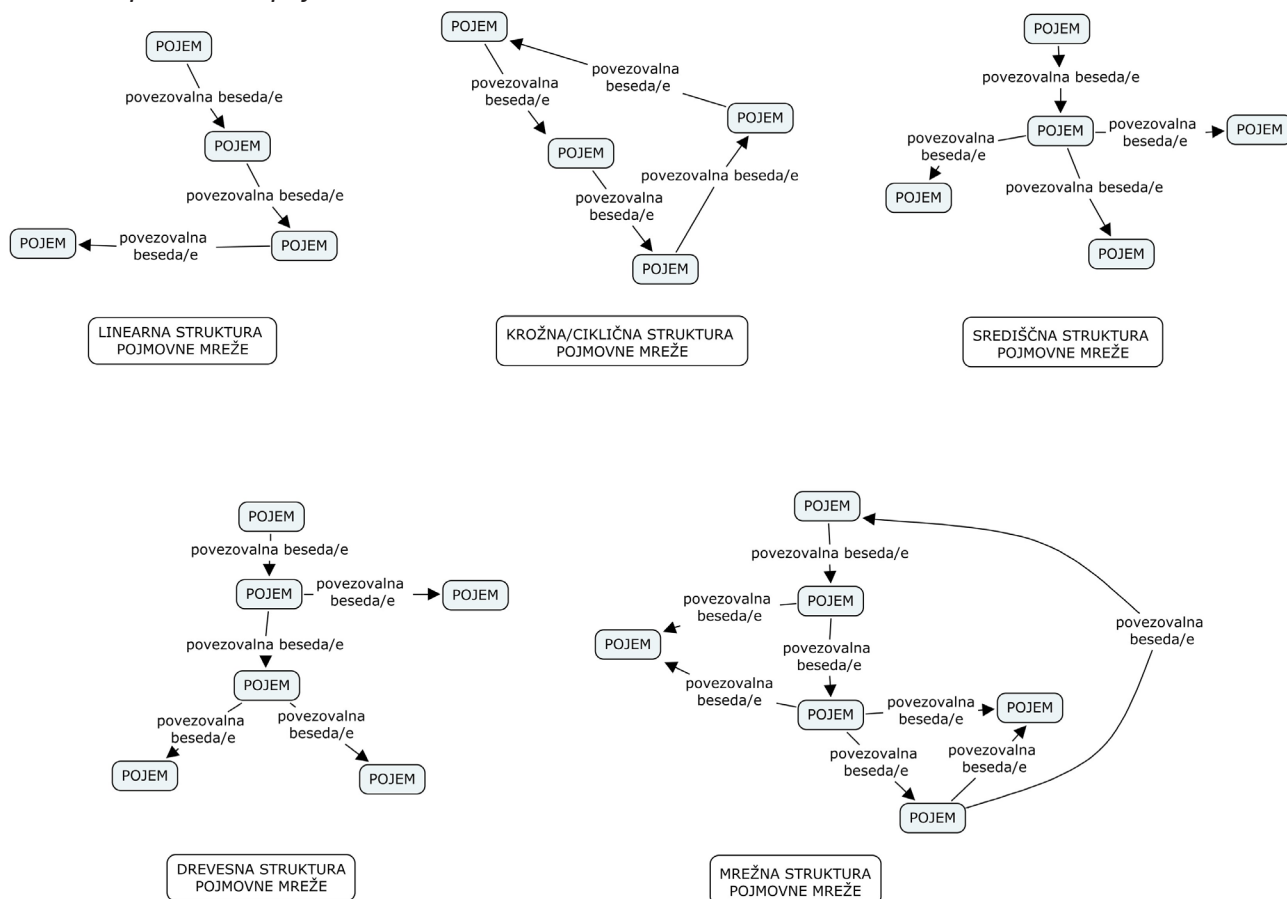 POJEM
povezovalna beseda/e
POJEM
povezovalna beseda/e
POJEM
povezovalna
beseda/e
POJEM
LINEARNA STRUKTURA
POJMOVNE MREŽE
POJEM
povezovalna
beseda/e
povezovalna
beseda/e
POJEM
POJEM
povezovalna
beseda/e
povezovalna beseda/e
POJEM
KROŽNA/CIKLIČNA STRUKTURA
POJMOVNE MREŽE
POJEM
povezovalna beseda/e
POJEM
povezovalna
beseda/e
povezovalna
beseda/e
POJEM
POJEM
povezovalna beseda/e
POJEM
SREDIŠČNA STRUKTURA
POJMOVNE MREŽE
POJEM
povezovalna beseda/e
POJEM
povezovalna
beseda/e
POJEM
povezovalna beseda/e
POJEM
povezovalna
beseda/e
povezovalna
beseda/e
POJEM
POJEM
DREVESNA STRUKTURA
POJMOVNE MREŽE
POJEM
povezovalna beseda/e
POJEM
povezovalna
beseda/e
povezovalna
beseda/e
POJEM
povezovalna
beseda/e
povezovalna
beseda/e
POJEM
povezovalna
beseda/e
POJEM
povezovalna
beseda/e
povezovalna
beseda/e
POJEM
MREŽNA STRUKTURA
POJMOVNE MREŽE